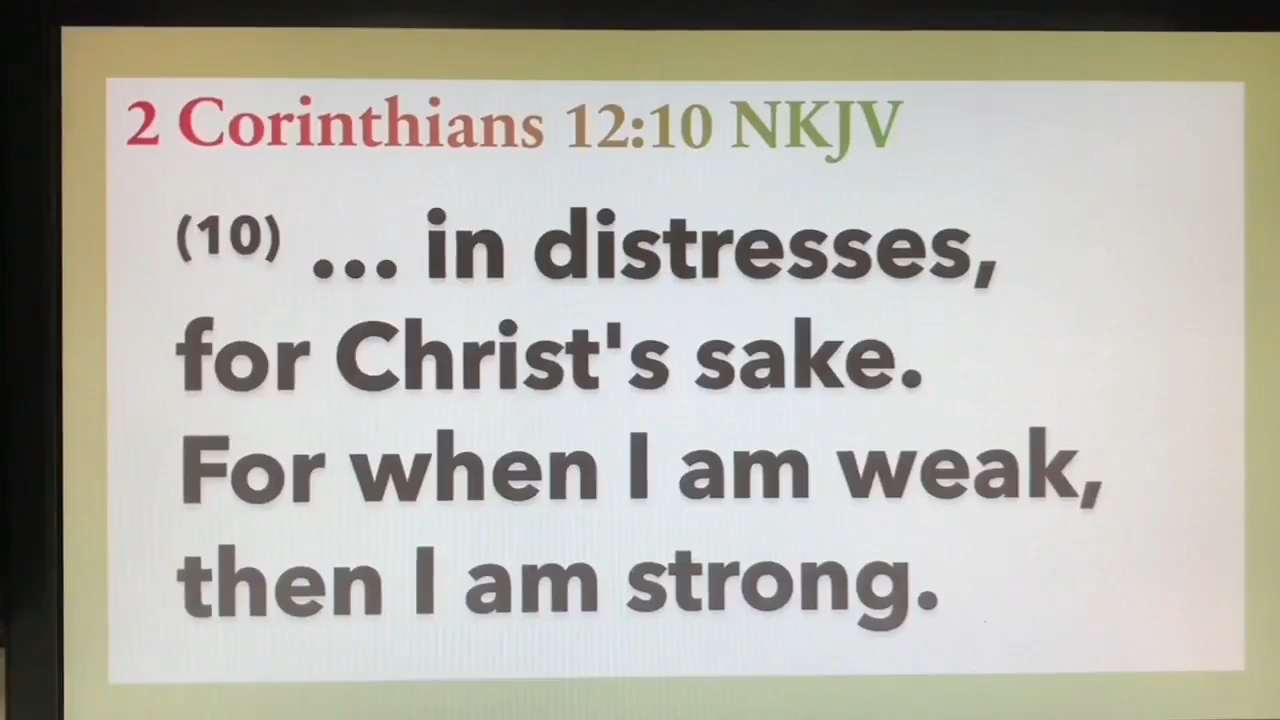 2 Corinthians 12:10 NKJV
(10) ... in distresses,
for Christ's sake.
For when I am weak,
then I am strong.